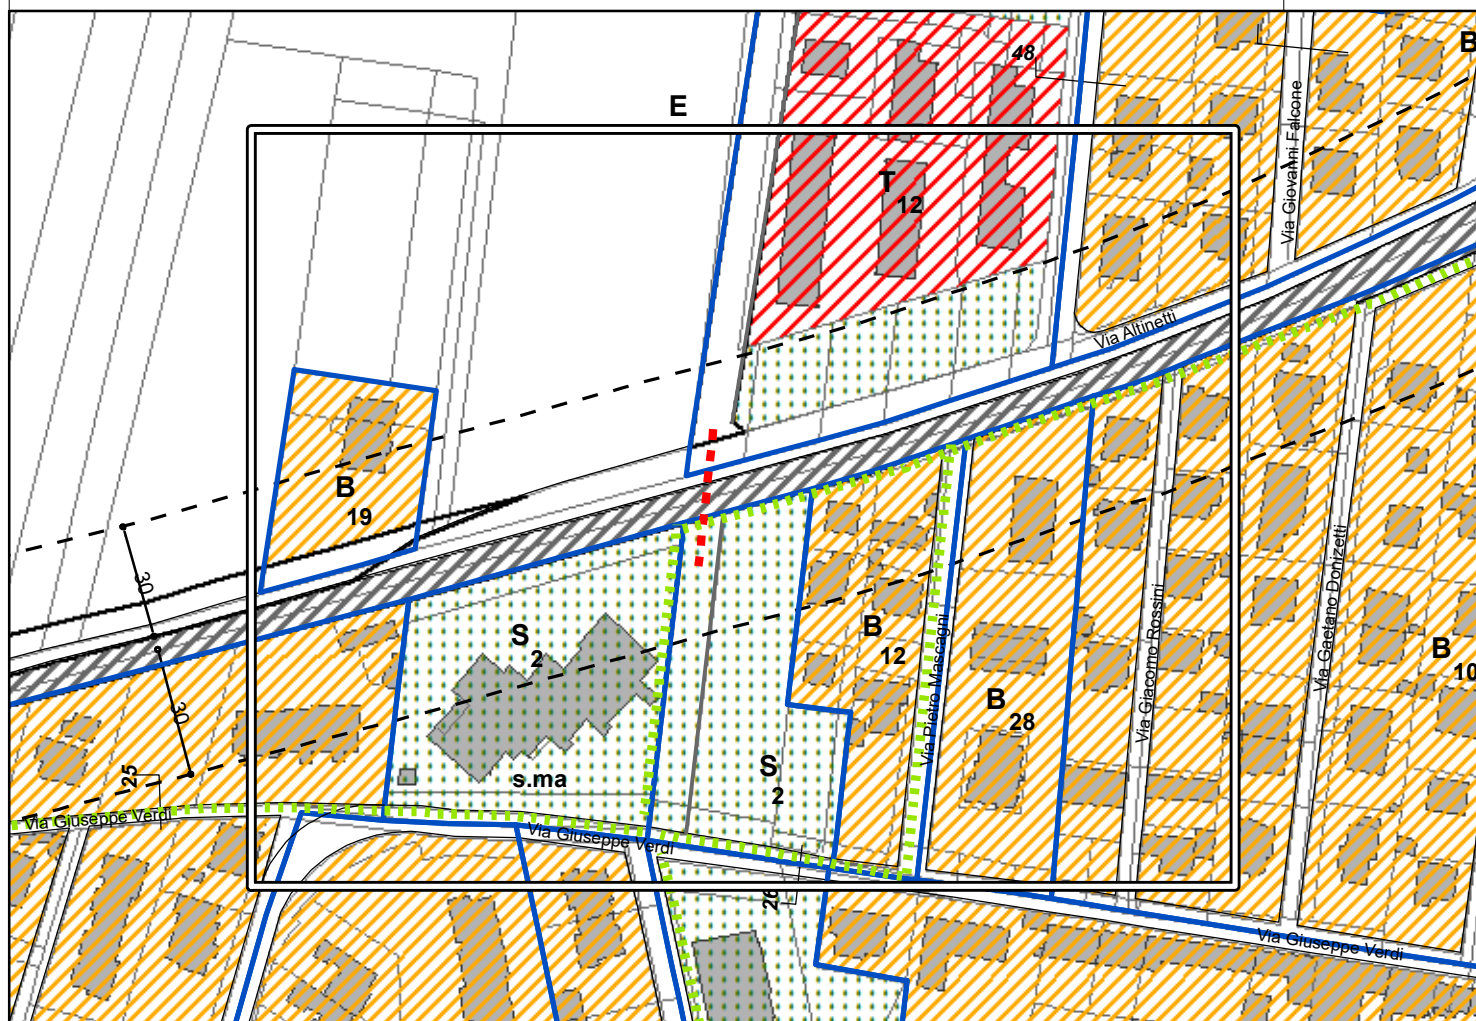 B
48
E
Via Giovanni Falcone
T
12
Via Altinetti
B
19
30
S
2
B
12
Via Pietro Mascagni
B
28
Via Giacomo Rossini
Via Gaetano Donizetti
B
10
30
25
s.ma
S
2
Via Giuseppe Verdi
Via Giuseppe Verdi
26
Via Giuseppe Verdi